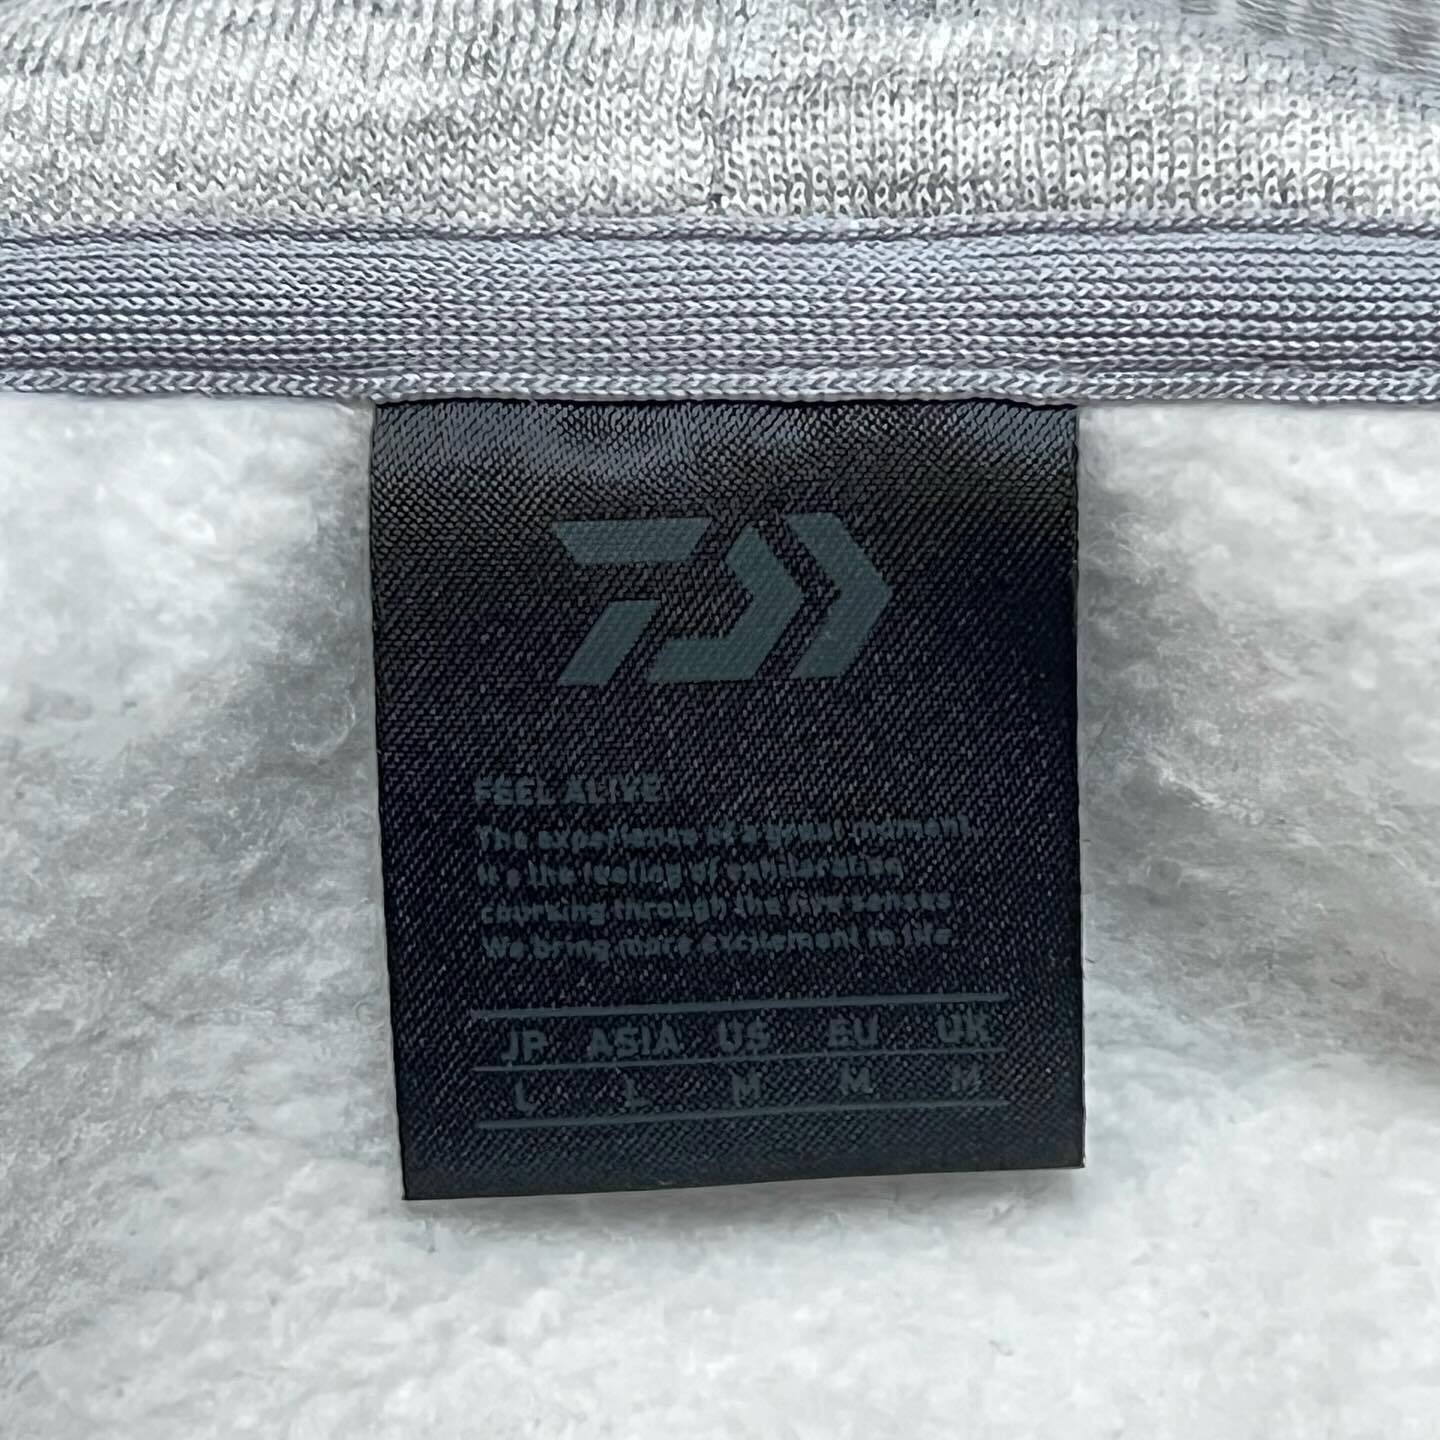 FEEL ALIVE.
The experience of a great moment.
It's the feeling of exhilaration
coursing through the five senses.
We bring more excitement to life.
JP ASIA US EU UK
L L M M M